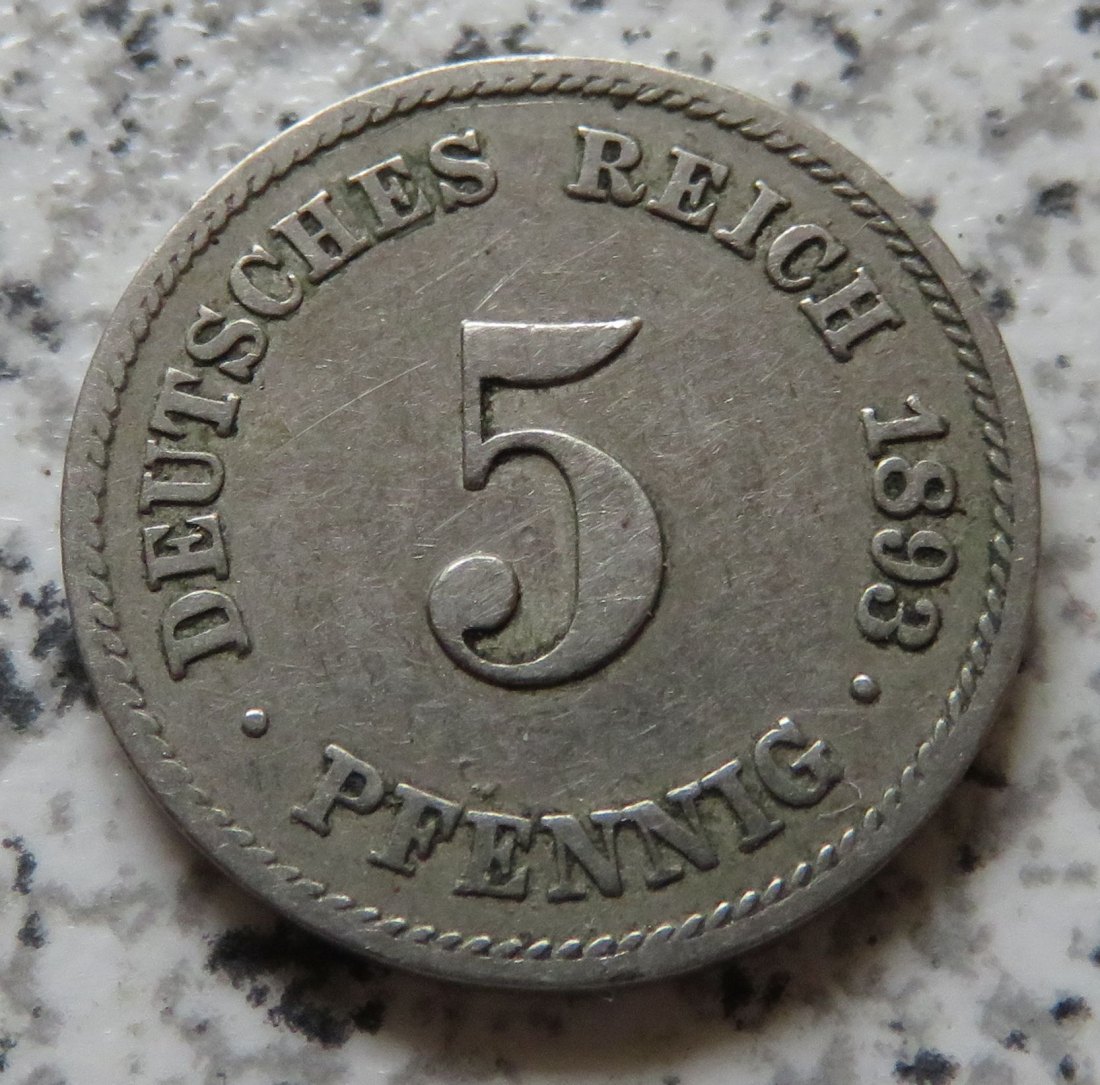 DEUTSCHES REICH 1893
5
· PFENNIG ·